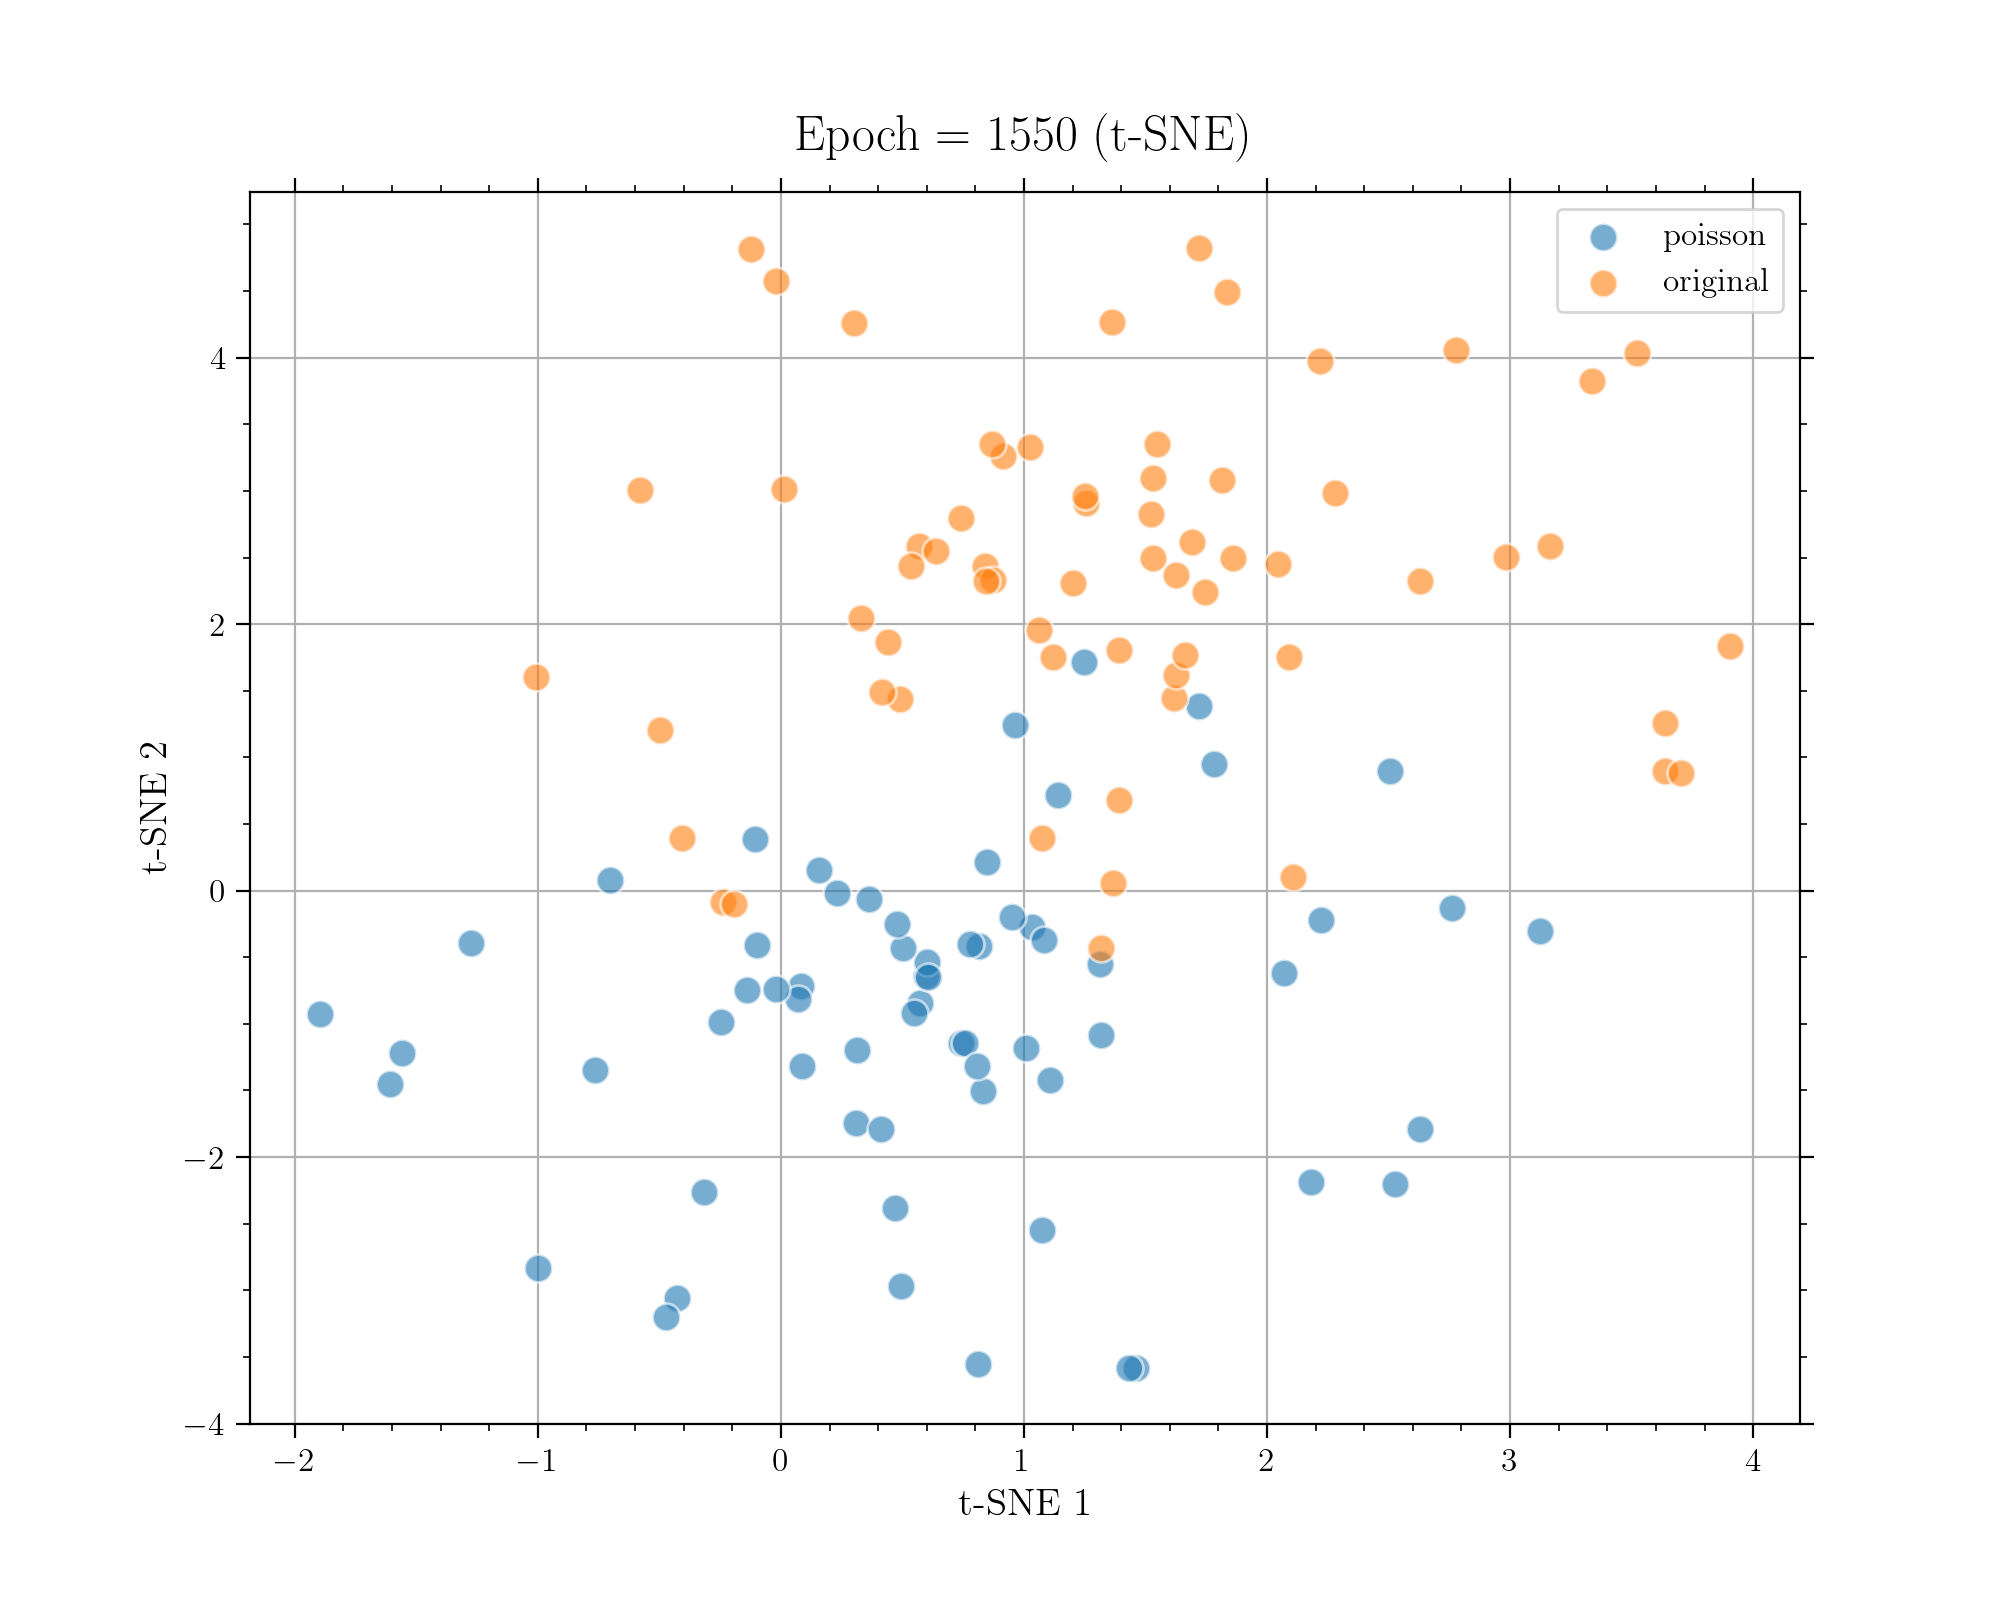 Epoch = 1550 (t-SNE)
poisson
original
4
2
0
−2
−4
t-SNE 2
−2 −1 0 1 2 3 4
t-SNE 1